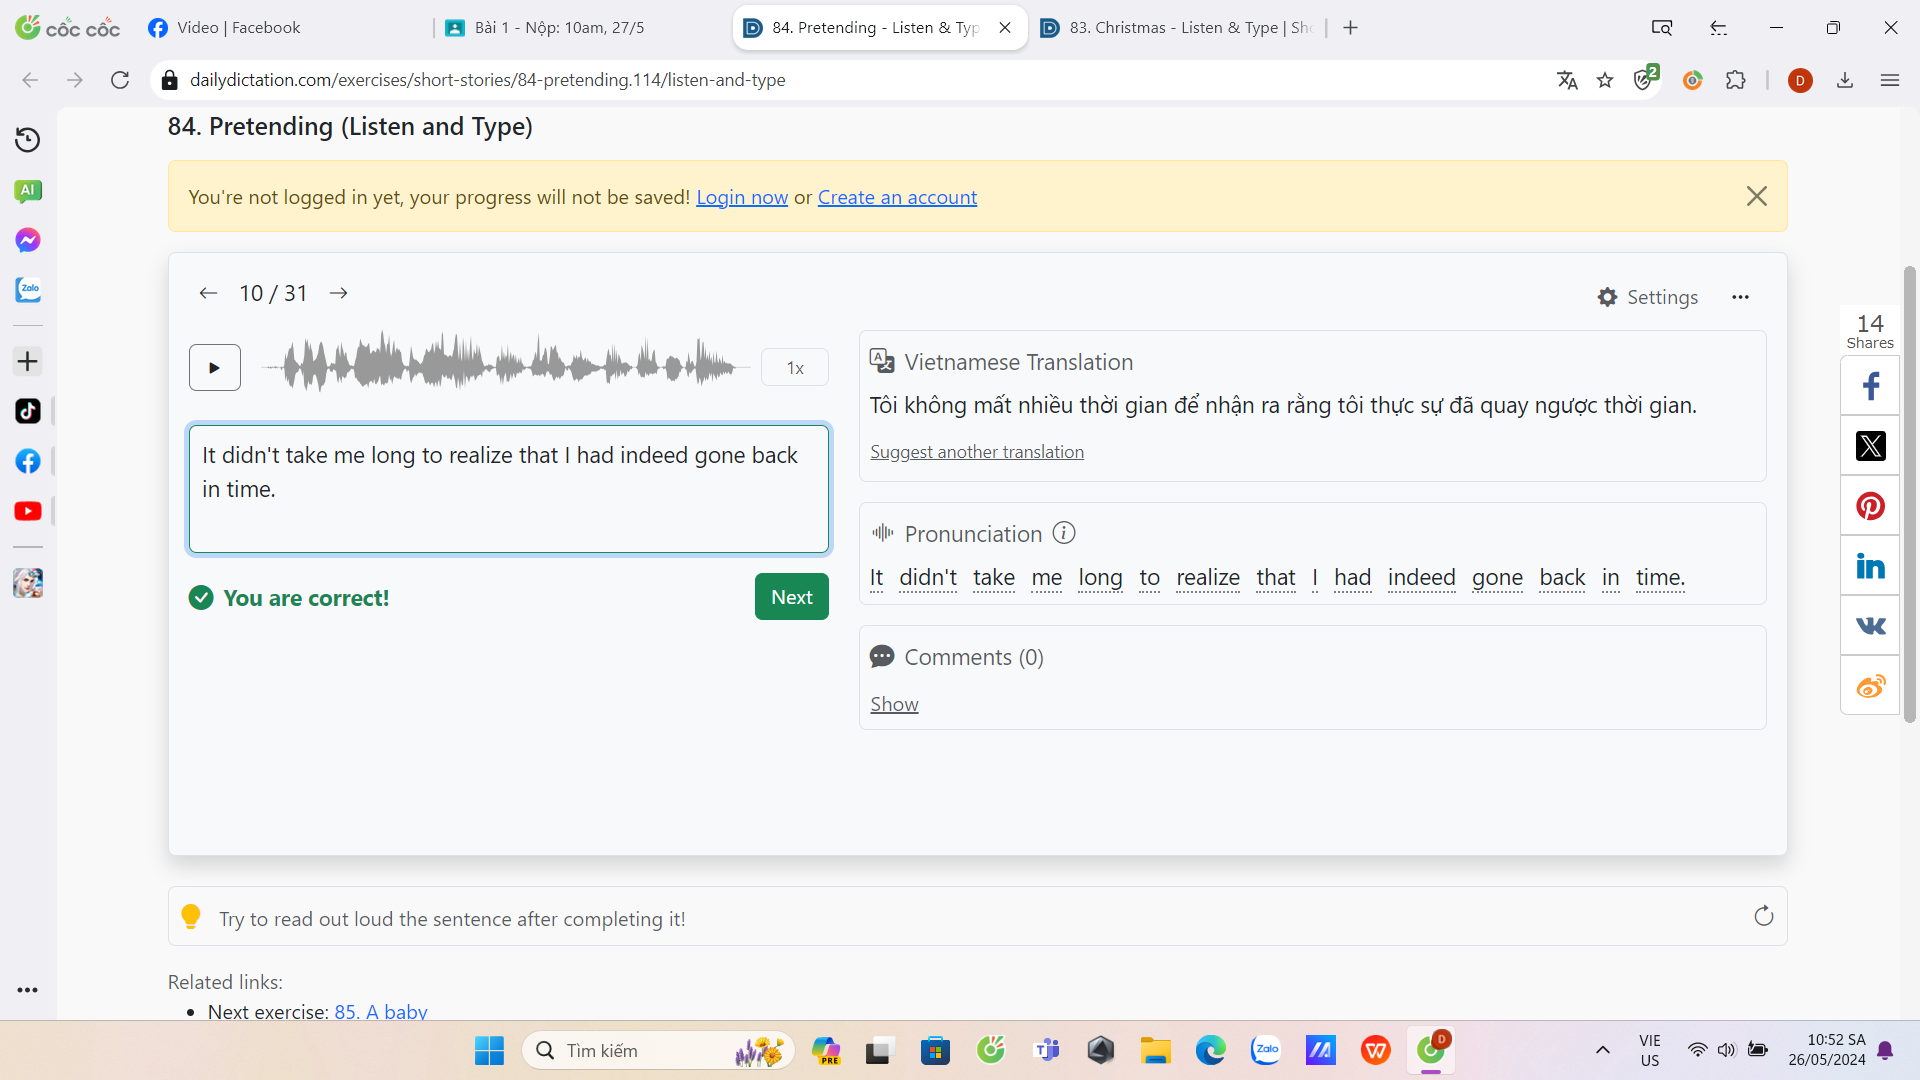 cốc cốc
Video | Facebook
Bài 1 - Nộp: 10am, 27/5
84. Pretending - Listen & Typ
83. Christmas - Listen & Type | Sho
dailydictation.com/exercises/short-stories/84-pretending.114/listen-and-type
2
D
84. Pretending (Listen and Type)
AI
You're not logged in yet, your progress will not be saved! Login now or Create an account
Zalo
10 / 31
Settings
1x
Vietnamese Translation
Tôi không mất nhiều thời gian để nhận ra rằng tôi thực sự đã quay ngược thời gian.
Suggest another translation
14
Shares
It didn't take me long to realize that I had indeed gone back
in time.
Pronunciation
It didn't take me long to realize that I had indeed gone back in time.
You are correct!
Next
Comments (0)
Show
Try to read out loud the sentence after completing it!
Related links:
Next exercise: 85. A baby
Tìm kiếm
PRE
Zalo
D
VIE
US
10:52 SA
26/05/2024